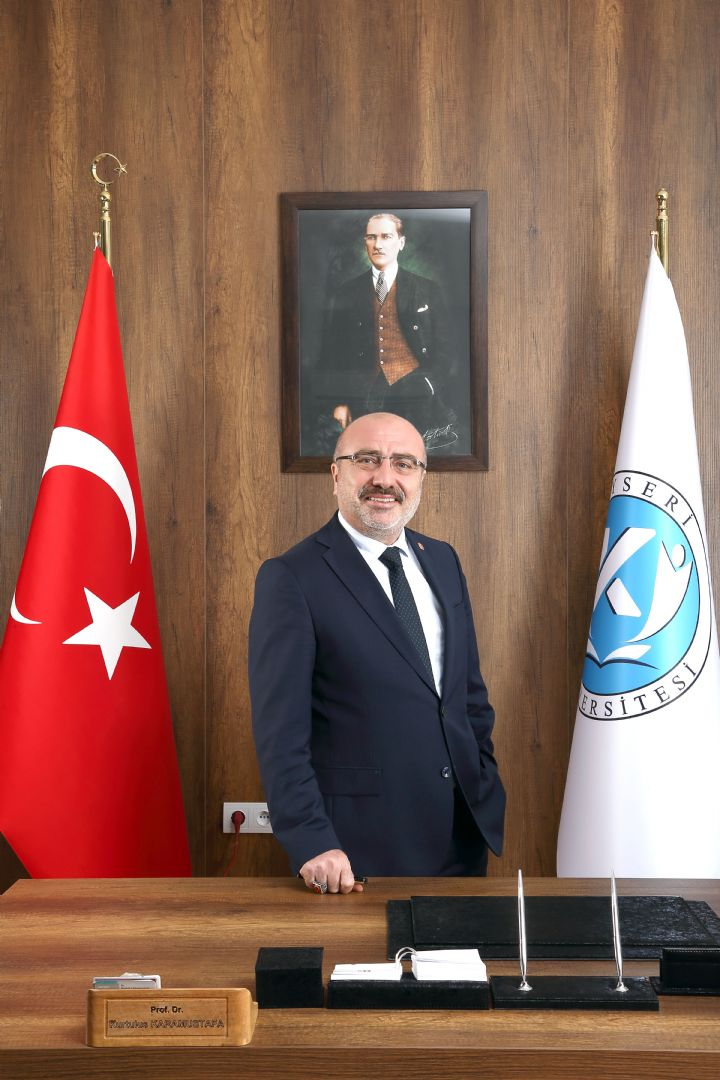 SERI
ERSİTESİ
Prof. Dr.
Kurtuluş KARAMUSTAFA